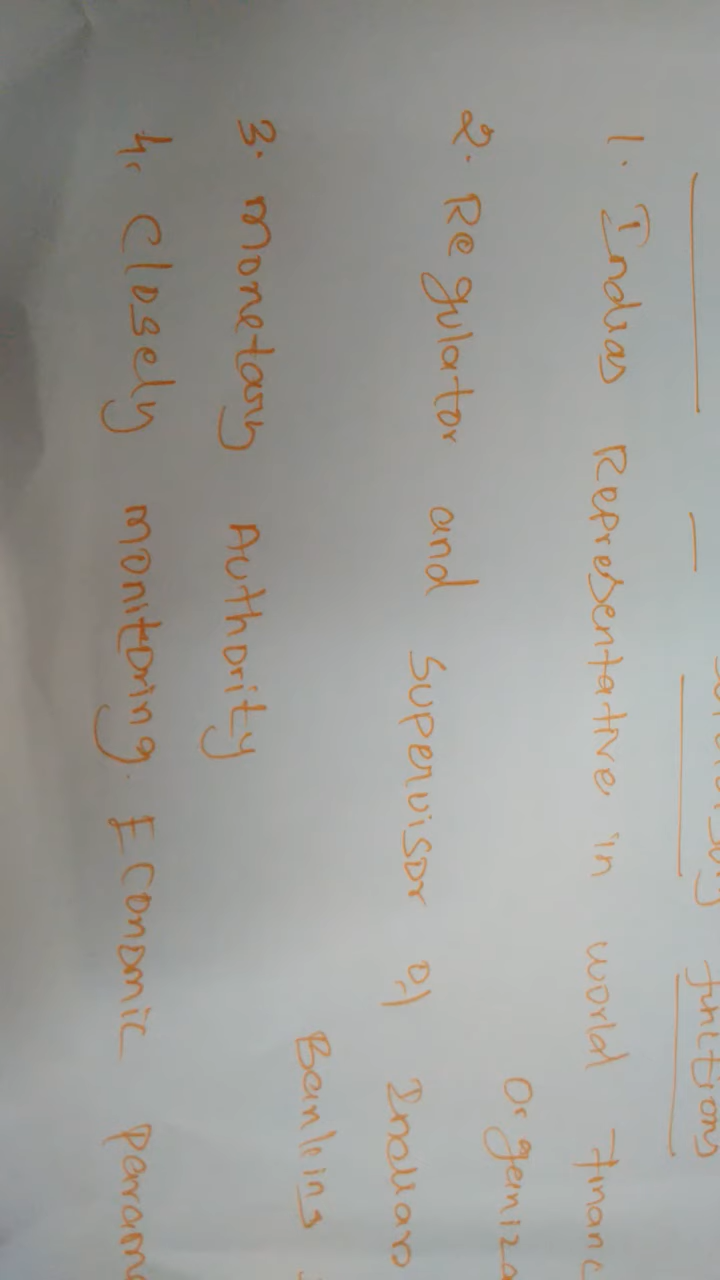 functions
1. Indias Representative in world Financ
Organiza
2. Regulator and Supervisor of Indian
Banking
3. Monetary Authority
4. Closely monitoring Economic param